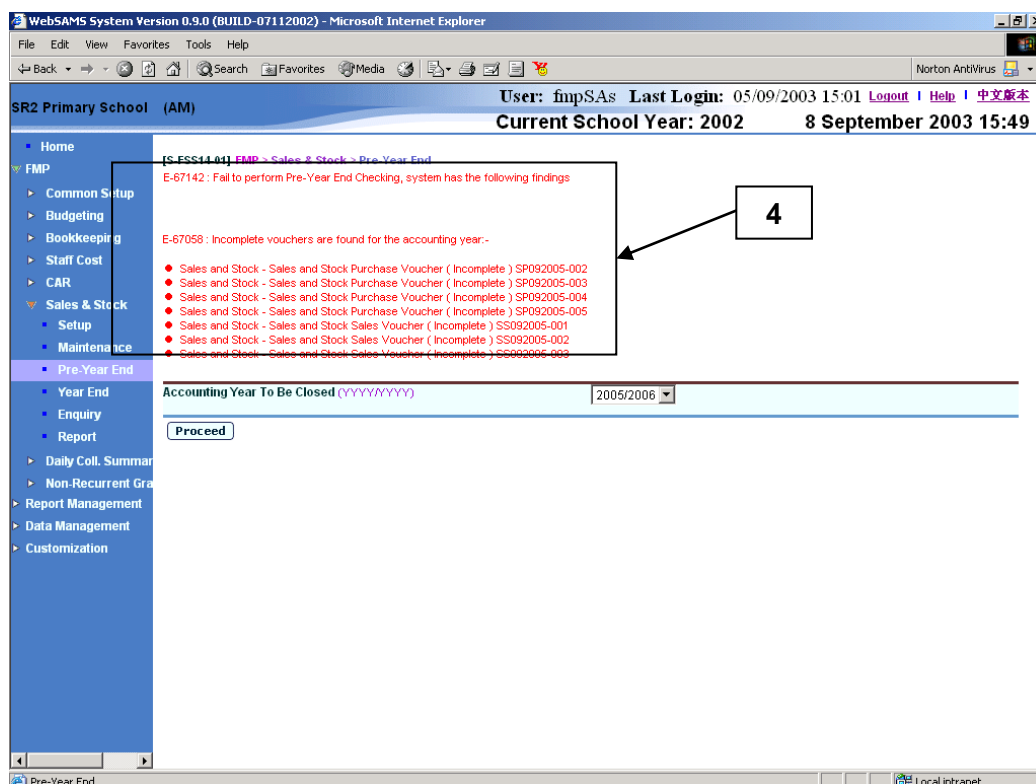 WebSAMS System Version 0.9.0 (BUILD-07112002) - Microsoft Internet Explorer
File Edit View Favorites Tools Help
Back Search Favorites Media Norton AntiVirus
SR2 Primary School (AM)
User: fmpSAs Last Login: 05/09/2003 15:01 Logout | Help | 中文版本
Current School Year: 2002 8 September 2003 15:49
Home
FMP
Common Setup
Budgeting
Bookkeeping
Staff Cost
CAR
Sales & Stock
Setup
Maintenance
Pre-Year End
Year End
Enquiry
Report
Daily Coll. Summar
Non-Recurrent Gra
Report Management
Data Management
Customization
[S-FSS14-01] FMP > Sales & Stock > Pre-Year End
E-67142 : Fail to perform Pre-Year End Checking, system has the following findings
4
E-67058 : Incomplete vouchers are found for the accounting year:-
Sales and Stock - Sales and Stock Purchase Voucher ( Incomplete ) SP092005-002
Sales and Stock - Sales and Stock Purchase Voucher ( Incomplete ) SP092005-003
Sales and Stock - Sales and Stock Purchase Voucher ( Incomplete ) SP092005-004
Sales and Stock - Sales and Stock Purchase Voucher ( Incomplete ) SP092005-005
Sales and Stock - Sales and Stock Sales Voucher ( Incomplete ) SS092005-001
Sales and Stock - Sales and Stock Sales Voucher ( Incomplete ) SS092005-002
Sales and Stock - Sales and Stock Sales Voucher ( Incomplete ) SS092005-003
Accounting Year To Be Closed (YYYY/YYYY) 2005/2006
Proceed
Pre-Year End Local intranet